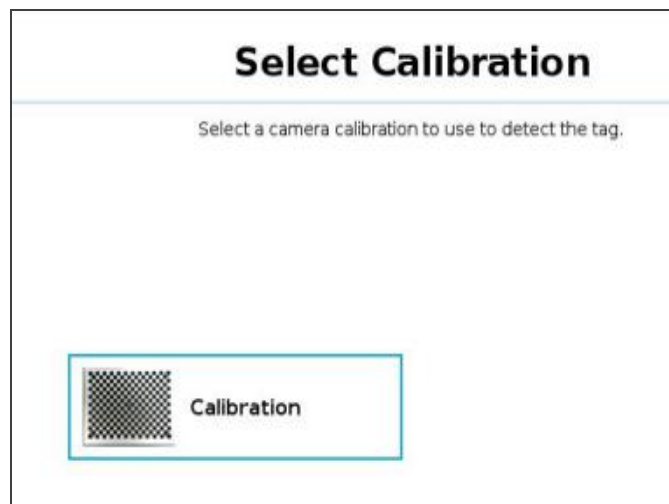 Select Calibration
Select a camera calibration to use to detect the tag.
Calibration